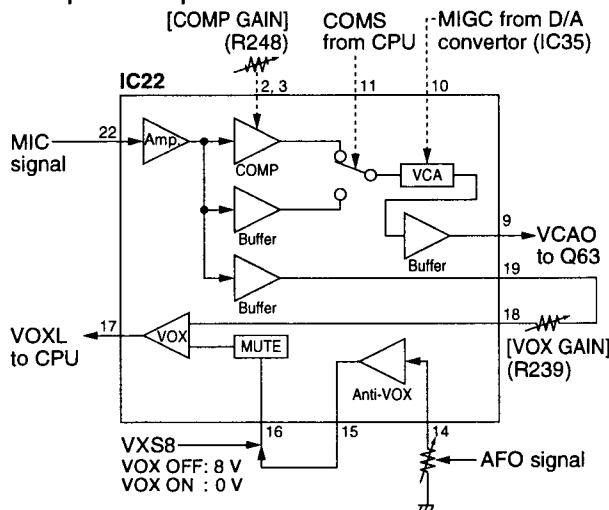 [COMP GAIN]
(R248)
COMS
from CPU
MIGC from D/A
convertor (IC35)
IC22
2, 3
11
10
MIC
signal
22
Amp.
COMP
VCA
Buffer
Buffer
9
VCAO
to Q63
19
Buffer
18
[VOX GAIN]
(R239)
VOXL
to CPU
17
VOX
MUTE
Anti-VOX
16
15
14
VXS8
VOX OFF: 8 V
VOX ON : 0 V
AFO signal